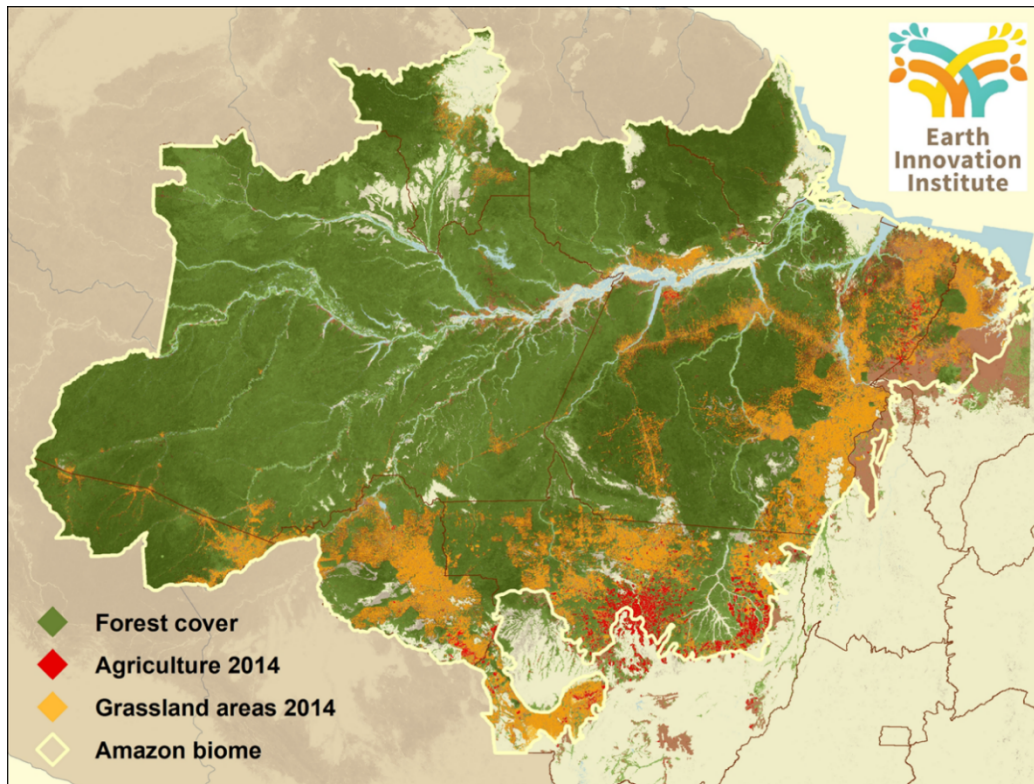 Earth
Innovation
Institute
Forest cover
Agriculture 2014
Grassland areas 2014
Amazon biome